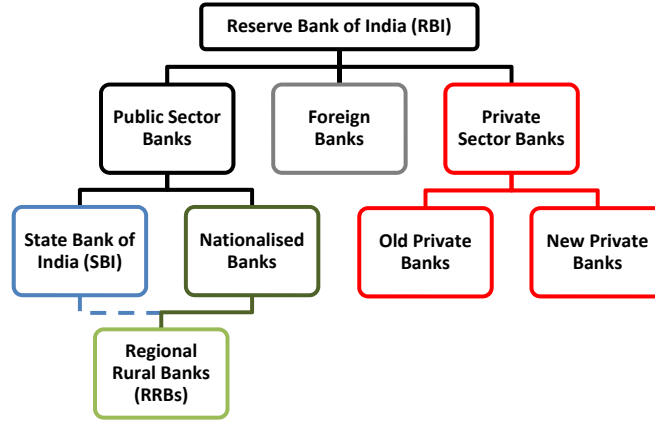 Reserve Bank of India (RBI)
Public Sector
Banks
Foreign
Banks
Private
Sector Banks
State Bank of
India (SBI)
Nationalised
Banks
Old Private
Banks
New Private
Banks
Regional
Rural Banks
(RRBs)